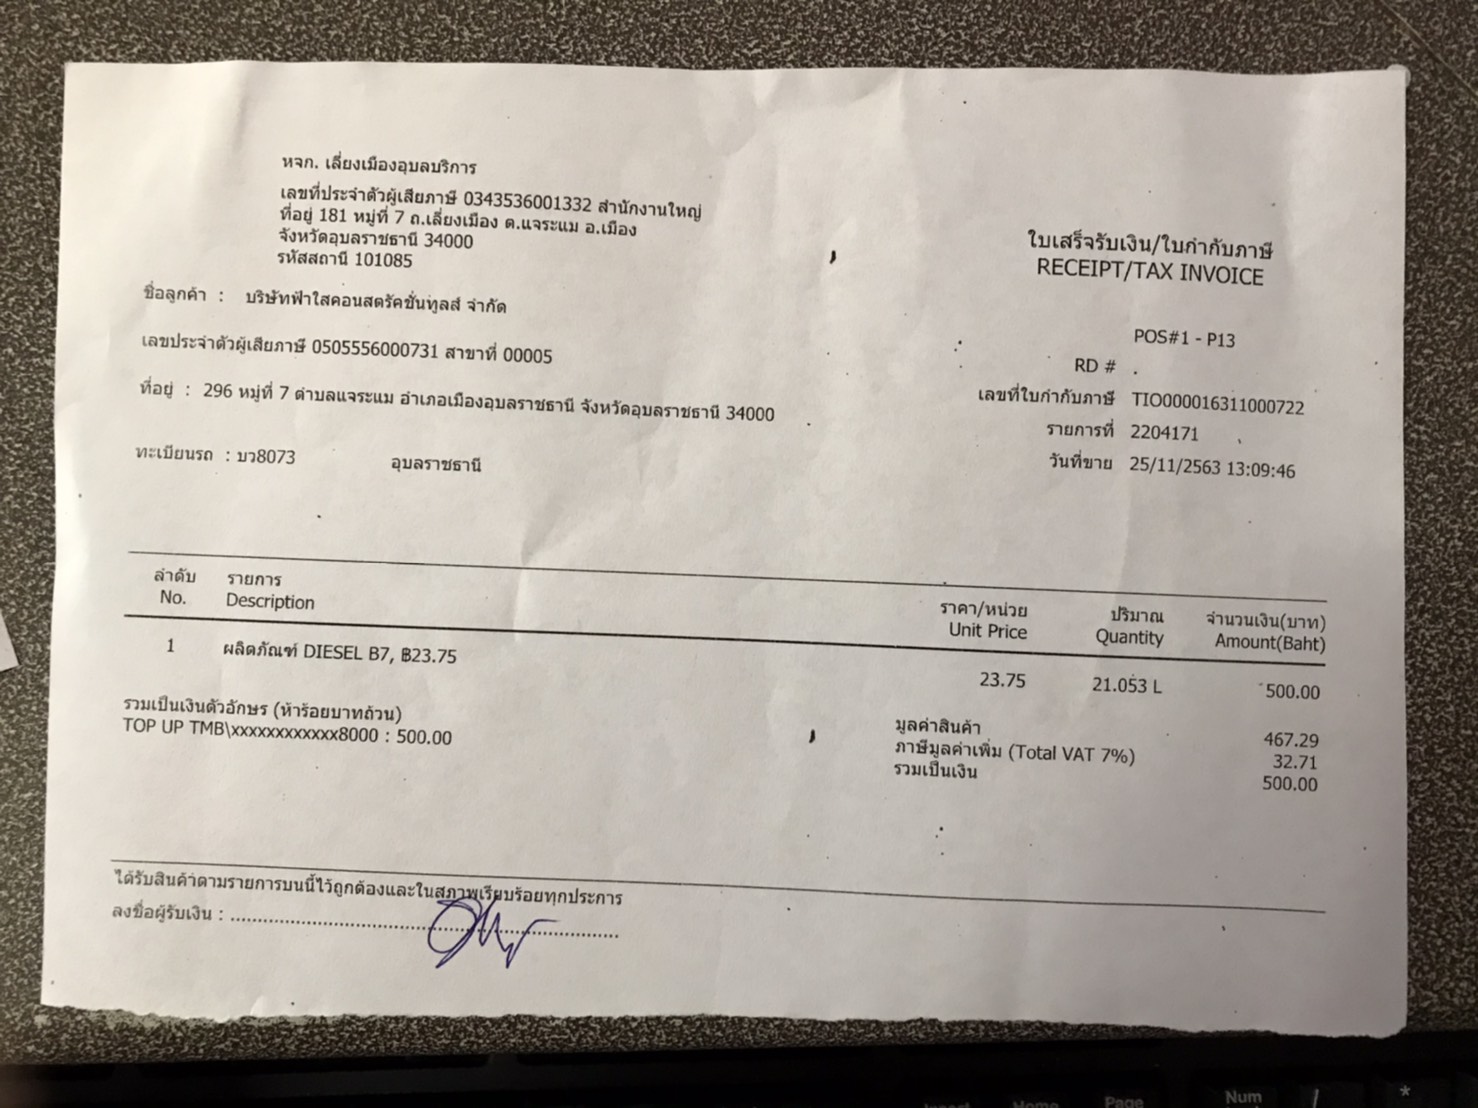 หจก. เลี่ยงเมืองอุบลบริการ
เลขที่ประจำตัวผู้เสียภาษี 0343536001332 สำนักงานใหญ่
ที่อยู่ 181 หมู่ที่ 7 ถ.เลี่ยงเมือง ต.แจระแม อ.เมือง
จังหวัดอุบลราชธานี 34000
รหัสสถานี 101085
ใบเสร็จรับเงิน/ใบกำกับภาษี
RECEIPT/TAX INVOICE
ชื่อลูกค้า : บริษัทฟ้าใสคอนสตรัคชั่นทูลส์ จำกัด
เลขประจำตัวผู้เสียภาษี 0505556000731 สาขาที่ 00005
ที่อยู่ : 296 หมู่ที่ 7 ตำบลแจระแม อำเภอเมืองอุบลราชธานี จังหวัดอุบลราชธานี 34000
ทะเบียนรถ : บว8073 อุบลราชธานี
POS#1 - P13
RD # .
เลขที่ใบกำกับภาษี TIO000016311000722
รายการที่ 2204171
วันที่ขาย 25/11/2563 13:09:46
ลำดับ รายการ ราคา/หน่วย ปริมาณ จำนวนเงิน(บาท)
No. Description Unit Price Quantity Amount(Baht)
1 ผลิตภัณฑ์ DIESEL B7, ฿23.75 23.75 21.053 L 500.00
รวมเป็นเงินตัวอักษร (ห้าร้อยบาทถ้วน)
TOP UP TMB\xxxxxxxxxxxx8000 : 500.00
มูลค่าสินค้า 467.29
ภาษีมูลค่าเพิ่ม (Total VAT 7%) 32.71
รวมเป็นเงิน 500.00
ได้รับสินค้าตามรายการบนนี้ไว้ถูกต้องและในสภาพเรียบร้อยทุกประการ
ลงชื่อผู้รับเงิน : ......................................................................
Home
Page
Num
/
*